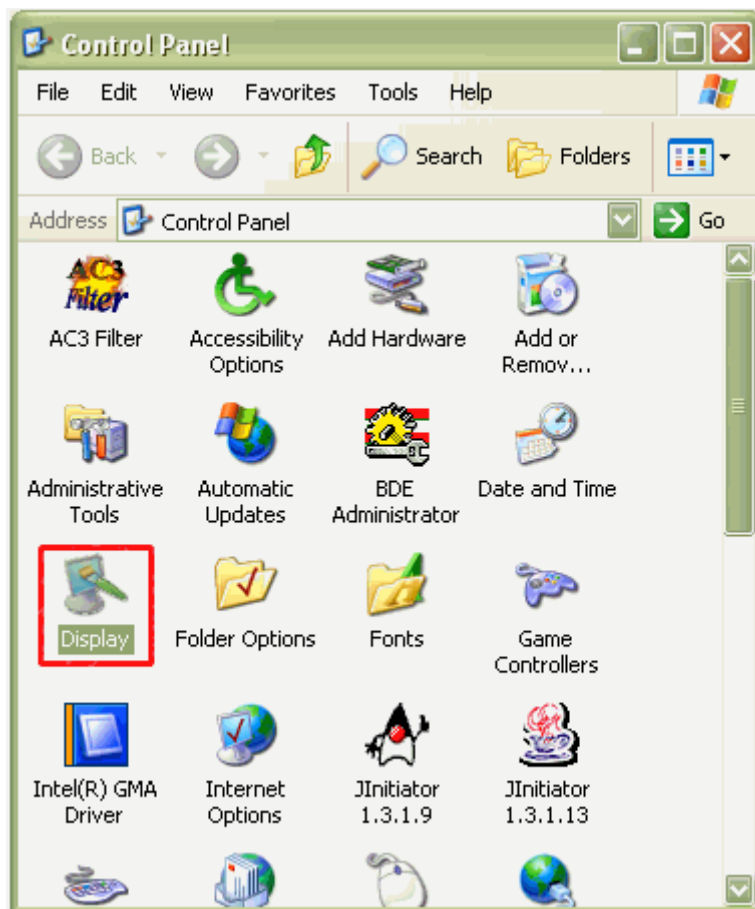 Control Panel
File Edit View Favorites Tools Help
Back Search Folders
Address Control Panel Go
AC3
Filter
AC3 Filter Accessibility Add Hardware Add or
Options Remov...
Administrative Automatic BDE Date and Time
Tools Updates Administrator
Display Folder Options Fonts Game
Controllers
Intel(R) GMA Internet JInitiator JInitiator
Driver Options 1.3.1.9 1.3.1.13